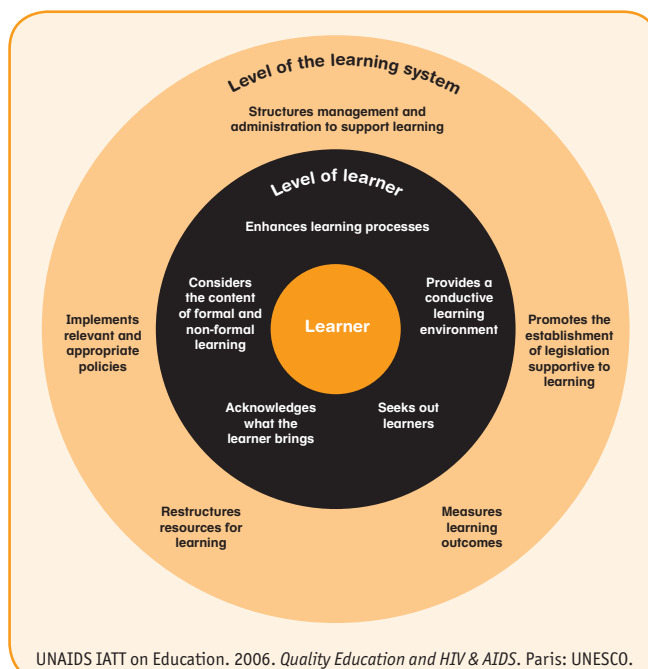 Level of the learning system
Structures management and
administration to support learning
Level of learner
Enhances learning processes
Considers
the content
of formal and
non-formal
learning
Provides a
conductive
learning
environment
Learner
Implements
relevant and
appropriate
policies
Promotes the
establishment
of legislation
supportive to
learning
Acknowledges
what the
learner brings
Seeks out
learners
Restructures
resources for
learning
Measures
learning
outcomes
UNAIDS IATT on Education. 2006. Quality Education and HIV & AIDS. Paris: UNESCO.